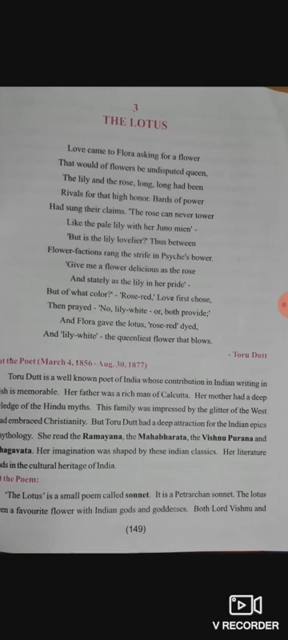 3
THE LOTUS
Love came to Flora asking for a flower
That would of flowers be undisputed queen,
The lily and the rose, long, long had been
Rivals for that high honor. Bards of power
Had sung their claims. 'The rose can never tower
Like the pale lily with her Juno mien' -
'But is the lily lovelier?' Thus between
Flower-factions rang the strife in Psyche's bower.
'Give me a flower delicious as the rose
And stately as the lily in her pride' -
But of what color?' - 'Rose-red,' Love first chose,
Then prayed - 'No, lily-white - or, both provide;'
And Flora gave the lotus, 'rose-red' dyed,
And 'lily-white' - the queenliest flower that blows.
- Toru Dutt
ut the Poet (March 4, 1856 - Aug. 30, 1877)
Toru Dutt is a well known poet of India whose contribution in Indian writing in
ish is memorable. Her father was a rich man of Calcutta. Her mother had a deep
ledge of the Hindu myths. This family was impressed by the glitter of the West
ad embraced Christianity. But Toru Dutt had a deep attraction for the Indian epics
ythology. She read the Ramayana, the Mahabharata, the Vishnu Purana and
hagavata. Her imagination was shaped by these indian classics. Her literature
ds in the cultural heritage of India.
t the Poem:
'The Lotus' is a small poem called sonnet. It is a Petrarchan sonnet. The lotus
en a favourite flower with Indian gods and goddesses. Both Lord Vishnu and
(149)
V RECORDER